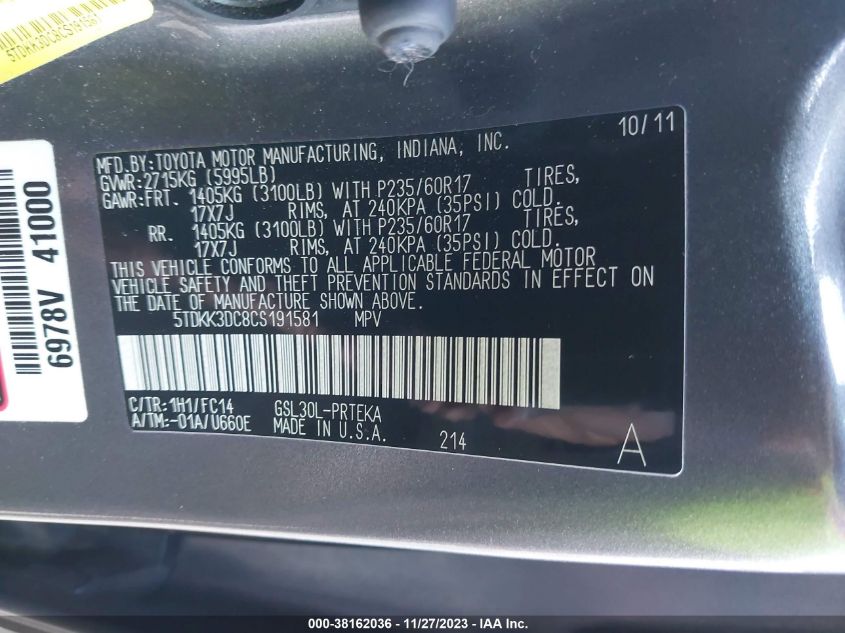 5TDKK3DC8CS191581
10/11
MFD.BY:TOYOTA MOTOR MANUFACTURING, INDIANA, INC.
GVWR:2715KG (5995LB)
GAWR:FRT. 1405KG (3100LB) WITH P235/60R17 TIRES,
17X7J RIMS, AT 240KPA (35PSI) COLD.
RR. 1405KG (3100LB) WITH P235/60R17 TIRES,
17X7J RIMS, AT 240KPA (35PSI) COLD.
THIS VEHICLE CONFORMS TO ALL APPLICABLE FEDERAL MOTOR
VEHICLE SAFETY AND THEFT PREVENTION STANDARDS IN EFFECT ON
THE DATE OF MANUFACTURE SHOWN ABOVE.
5TDKK3DC8CS191581 MPV
C/TR:1H1/FC14 GSL30L-PRTEKA
A/TM:-01A/U660E MADE IN U.S.A. 214 A
6978V 41000
000-38162036 - 11/27/2023 - IAAI.com